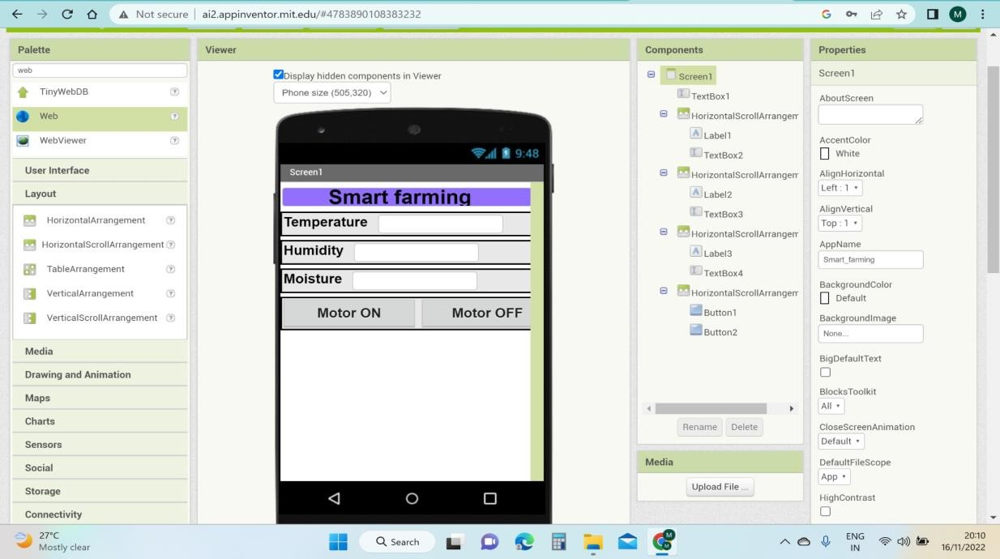 Not secure | ai2.appinventor.mit.edu/#4783890108383232
M
Palette
web
TinyWebDB
Web
WebViewer
User Interface
Layout
HorizontalArrangement
HorizontalScrollArrangement
TableArrangement
VerticalArrangement
VerticalScrollArrangement
Media
Drawing and Animation
Maps
Charts
Sensors
Social
Storage
Connectivity
Viewer
Display hidden components in Viewer
Phone size (505,320)
9:48
Screen1
Smart farming
Temperature
Humidity
Moisture
Motor ON Motor OFF
Components
Screen1
TextBox1
HorizontalScrollArrangem
Label1
TextBox2
HorizontalScrollArrangem
Label2
TextBox3
HorizontalScrollArrangem
Label3
TextBox4
HorizontalScrollArrangem
Button1
Button2
Rename Delete
Media
Upload File ...
Properties
Screen1
AboutScreen
AccentColor
White
AlignHorizontal
Left : 1
AlignVertical
Top : 1
AppName
Smart_farming
BackgroundColor
Default
BackgroundImage
None...
BigDefaultText
BlocksToolkit
All
CloseScreenAnimation
Default
DefaultFileScope
App
HighContrast
27°C
Mostly clear
Search
ENG
IN
20:10
16/11/2022